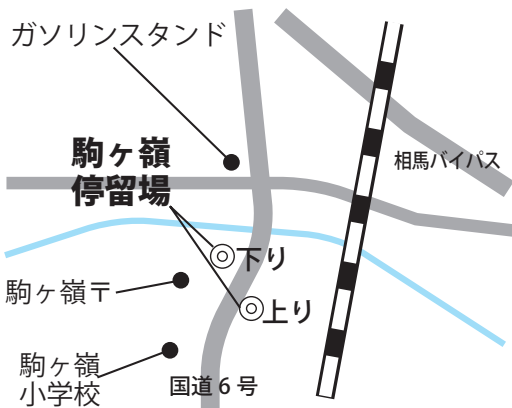 ガソリンスタンド
駒ヶ嶺
停留場
相馬バイパス
下り
駒ヶ嶺〒
上り
駒ヶ嶺
小学校
国道6号